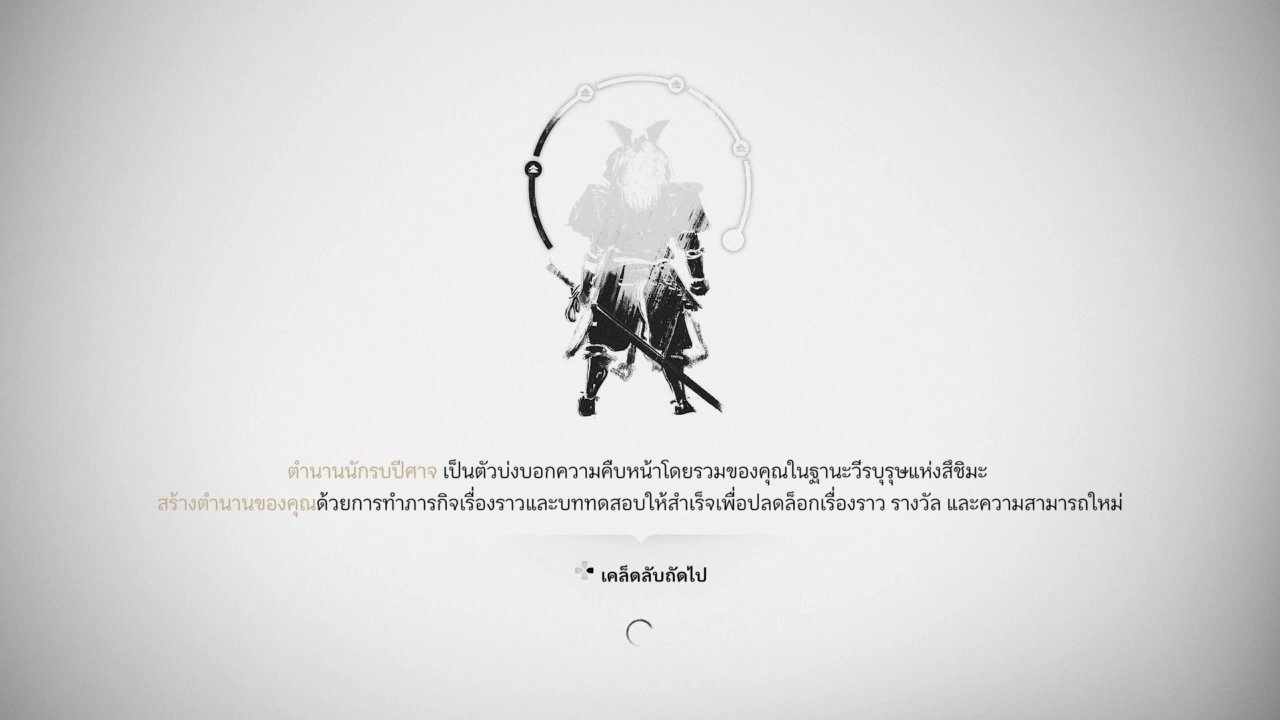 ตำนานนักรบปีศาจ เป็นตัวบ่งบอกความคืบหน้าโดยรวมของคุณในฐานะวีรบุรุษแห่งสึชิมะ
สร้างตำนานของคุณด้วยการทำภารกิจเรื่องราวและบททดสอบให้สำเร็จเพื่อปลดล็อกเรื่องราว รางวัล และความสามารถใหม่
เคล็ดลับถัดไป